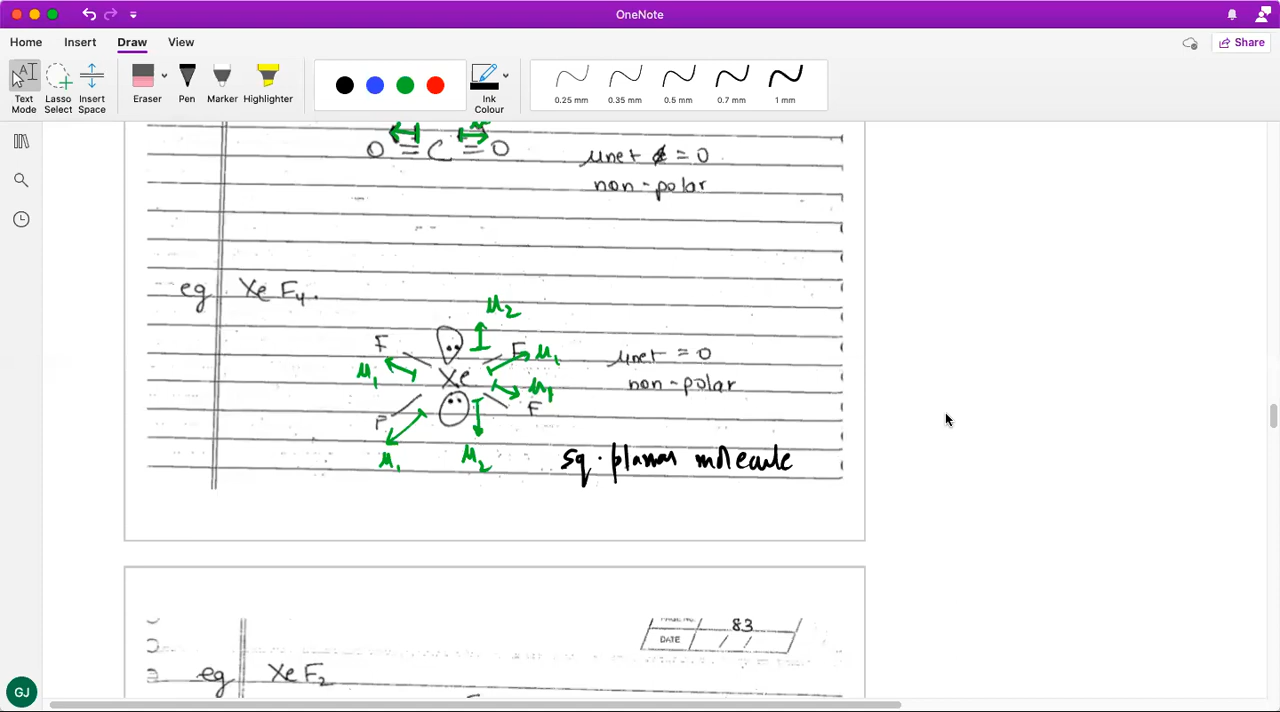 OneNote
Home Insert Draw View
Share
Text Mode
Lasso Select
Insert Space
Eraser
Pen
Marker
Highlighter
Ink Colour
0.25 mm
0.35 mm
0.5 mm
0.7 mm
1 mm
O = C = O
μnet = 0
non-polar
eg XeF₄.
μ₂
F F μ₁
μ₁ Xe μ₁
F F
μ₁ μ₂
μnet = 0
non-polar
sq. planar molecule
83
DATE / /
eg XeF₂
GJ